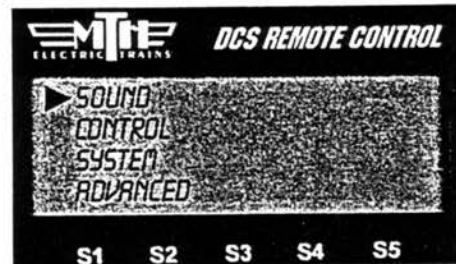 MTH DCS REMOTE CONTROL
ELECTRIC TRAINS
SOUND
CONTROL
SYSTEM
ADVANCED
S1 S2 S3 S4 S5